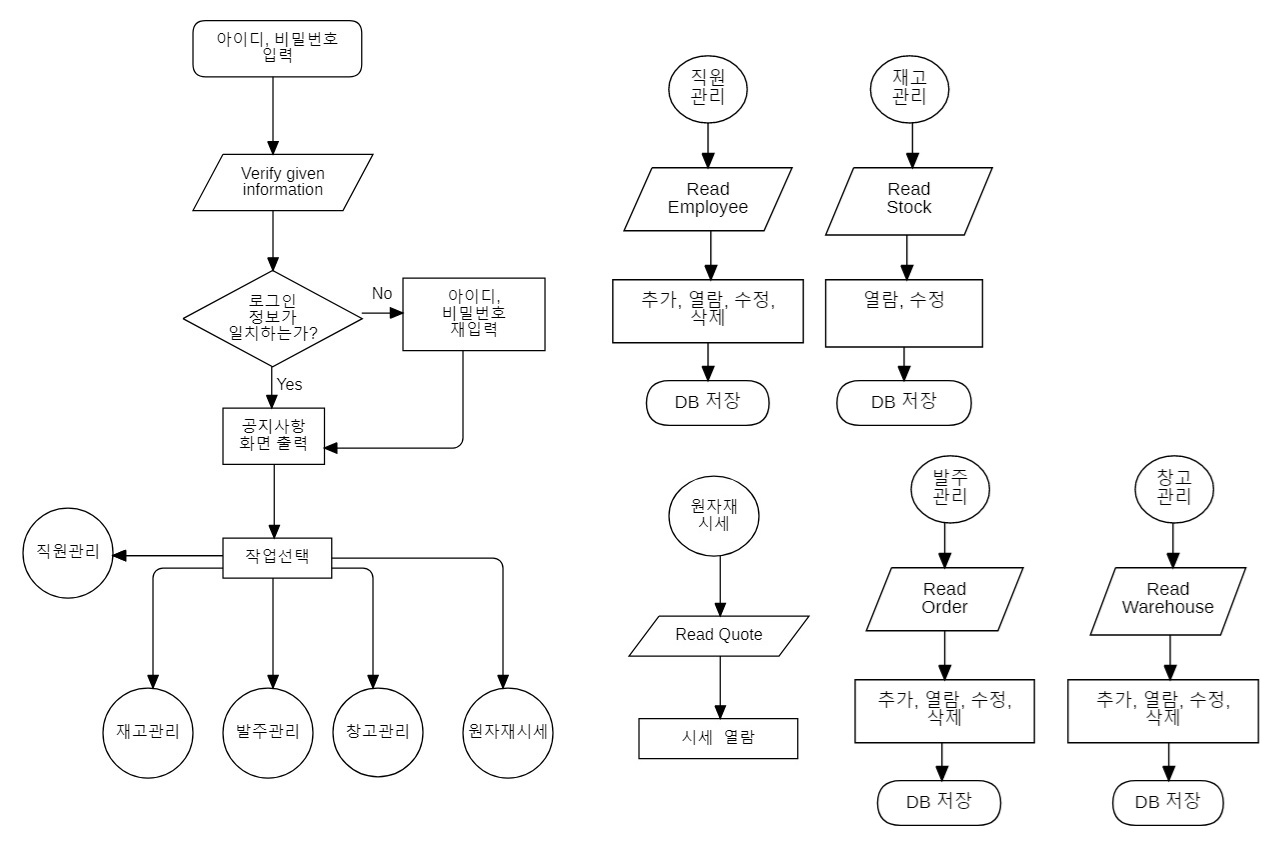 아이디, 비밀번호
입력
Verify given
information
로그인
정보가
일치하는가?
No
아이디,
비밀번호
재입력
Yes
공지사항
화면 출력
작업선택
직원관리
재고관리
발주관리
창고관리
원자재시세
직원
관리
Read
Employee
추가, 열람, 수정,
삭제
DB 저장
재고
관리
Read
Stock
열람, 수정
DB 저장
원자재
시세
Read Quote
시세 열람
발주
관리
Read
Order
추가, 열람, 수정,
삭제
DB 저장
창고
관리
Read
Warehouse
추가, 열람, 수정,
삭제
DB 저장